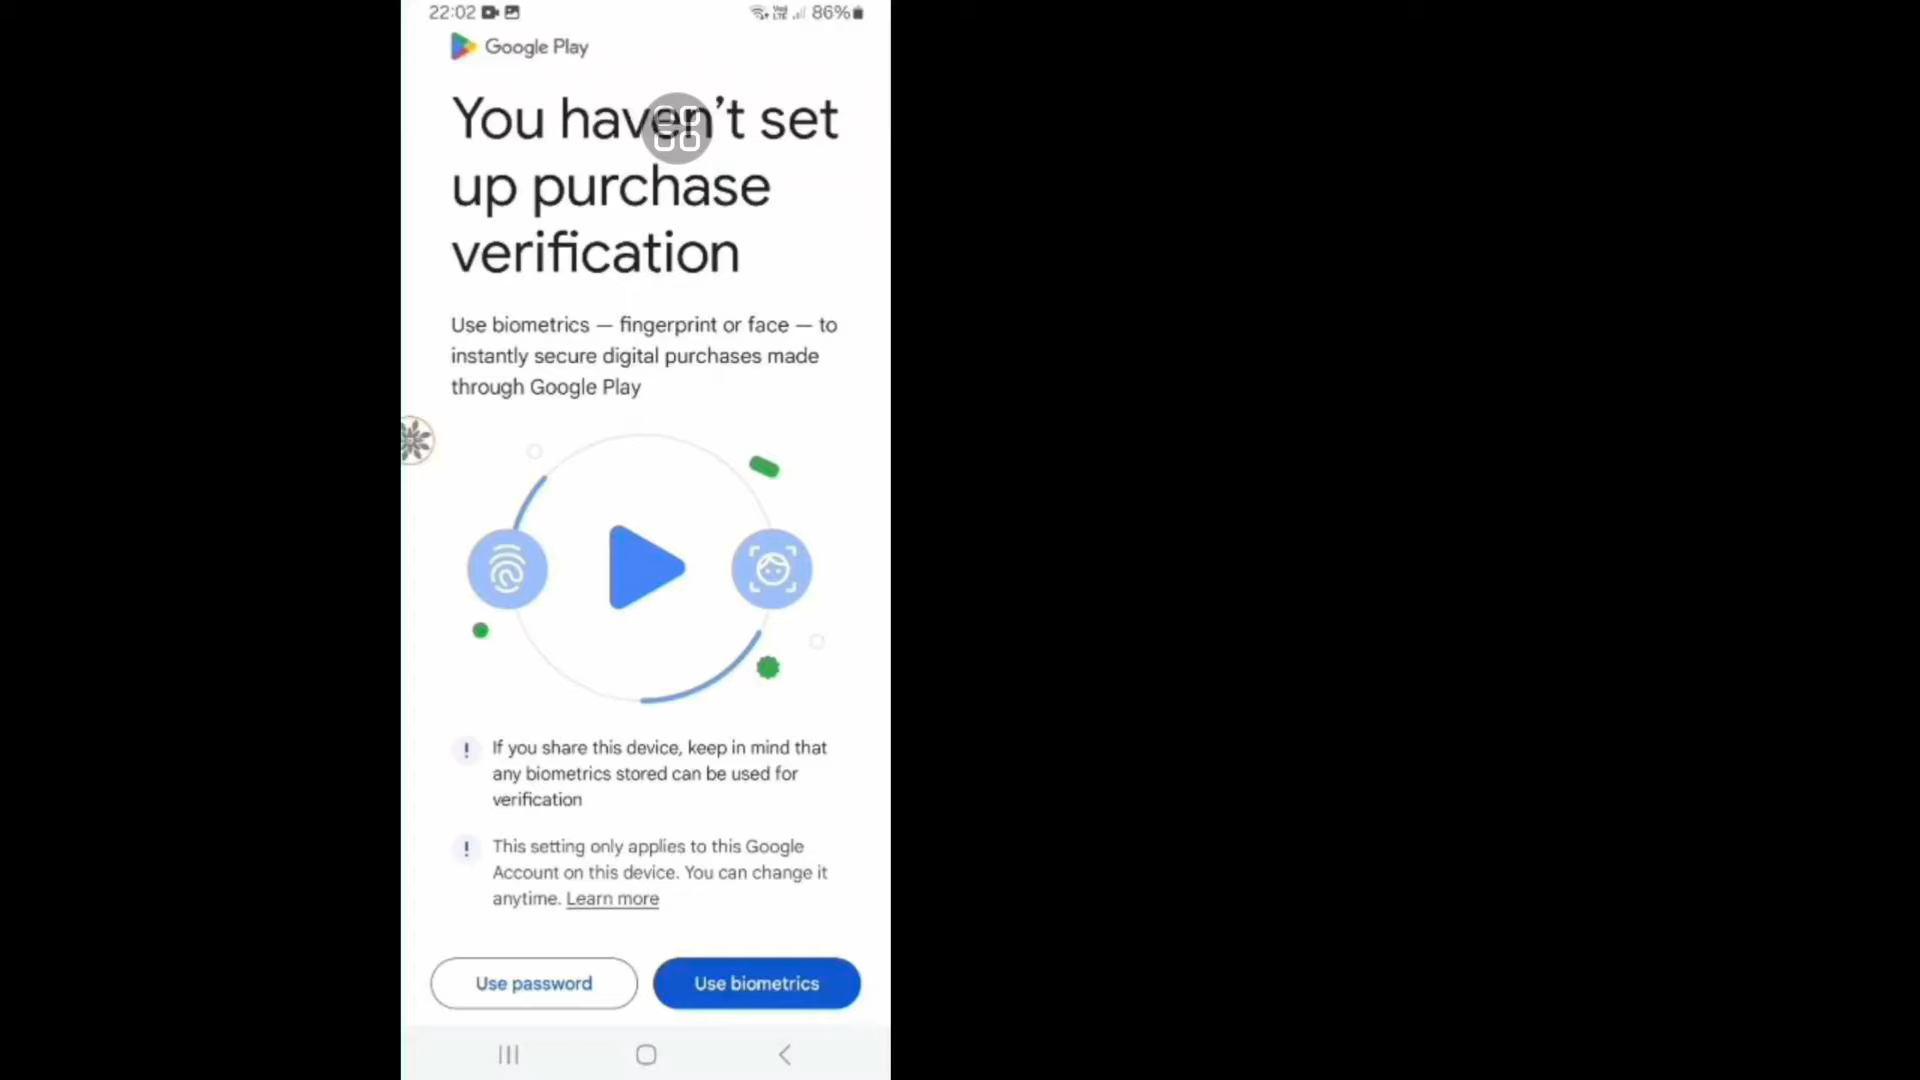 22:02 86%
Google Play
You haven't set
up purchase
verification
Use biometrics — fingerprint or face — to
instantly secure digital purchases made
through Google Play
! If you share this device, keep in mind that
any biometrics stored can be used for
verification
! This setting only applies to this Google
Account on this device. You can change it
anytime. Learn more
Use password Use biometrics